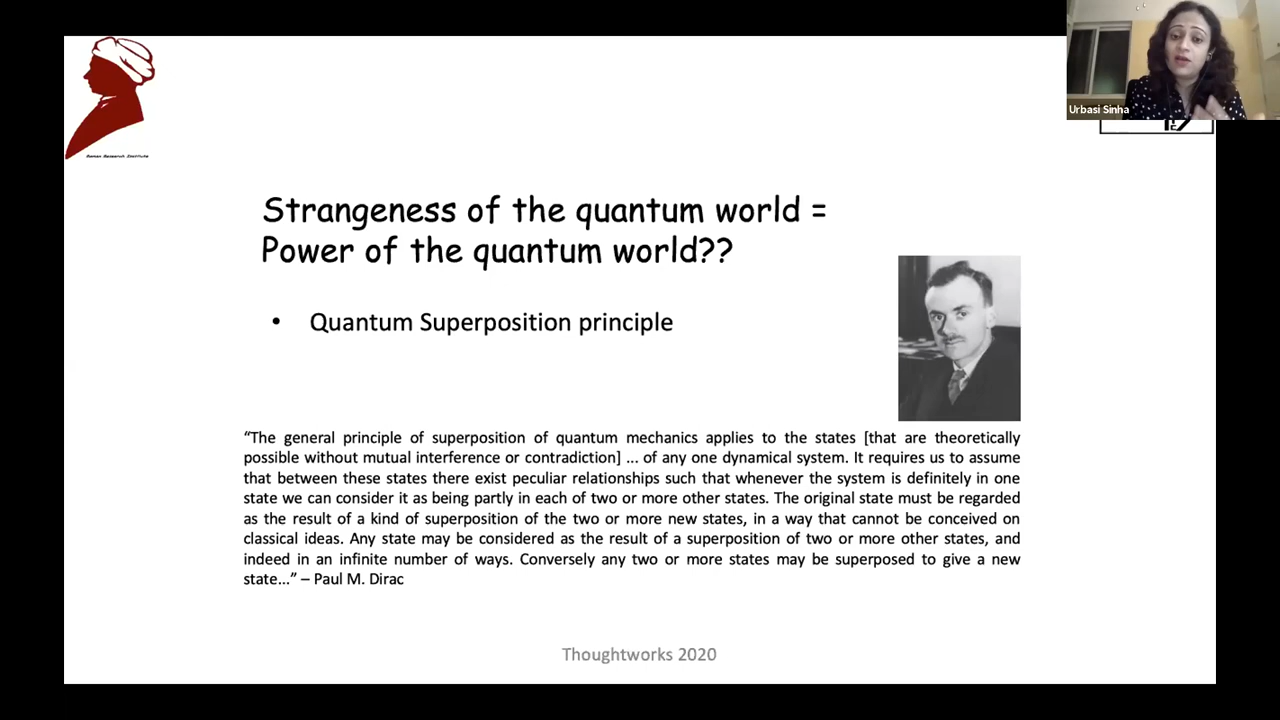 Urbasi Sinha
Raman Research Institute
Strangeness of the quantum world =
Power of the quantum world??
• Quantum Superposition principle
“The general principle of superposition of quantum mechanics applies to the states [that are theoretically
possible without mutual interference or contradiction] ... of any one dynamical system. It requires us to assume
that between these states there exist peculiar relationships such that whenever the system is definitely in one
state we can consider it as being partly in each of two or more other states. The original state must be regarded
as the result of a kind of superposition of the two or more new states, in a way that cannot be conceived on
classical ideas. Any state may be considered as the result of a superposition of two or more other states, and
indeed in an infinite number of ways. Conversely any two or more states may be superposed to give a new
state...” – Paul M. Dirac
Thoughtworks 2020